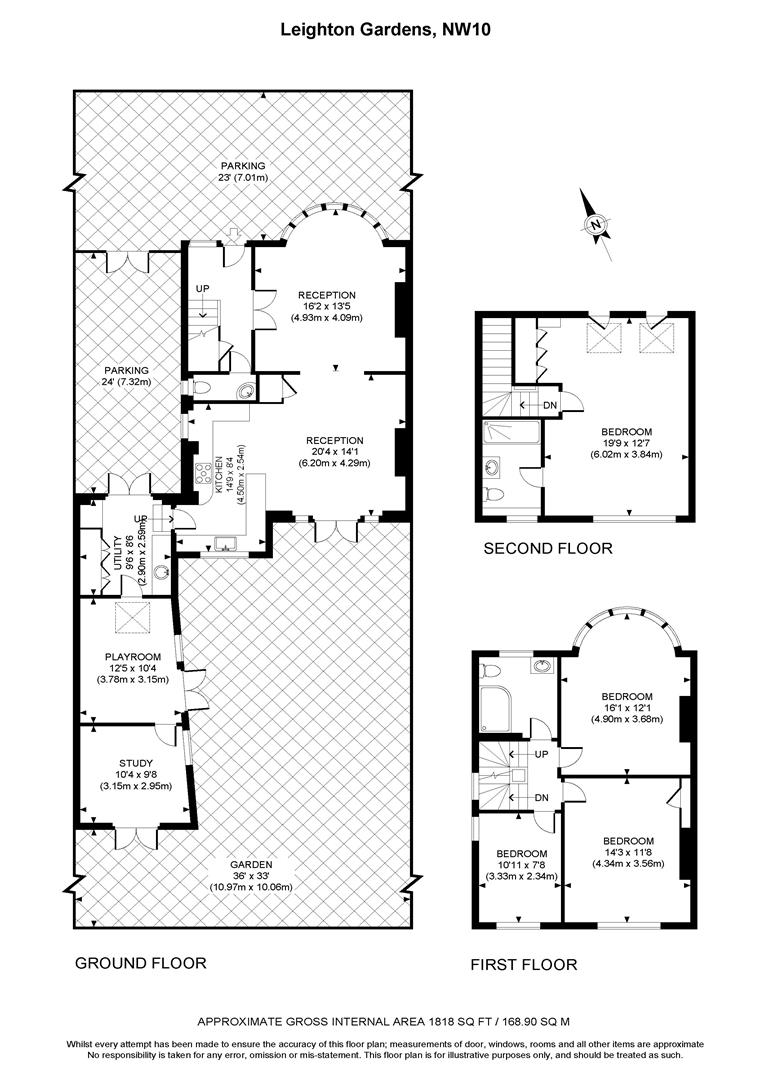 Leighton Gardens, NW10
PARKING
23' (7.01m)
UP
RECEPTION
16'2 x 13'5
(4.93m x 4.09m)
PARKING
24' (7.32m)
RECEPTION
20'4 x 14'1
(6.20m x 4.29m)
KITCHEN
14'9 x 8'4
(4.50m x 2.54m)
UP
UTILITY
9'6 x 8'6
(2.90m x 2.59m)
PLAYROOM
12'5 x 10'4
(3.78m x 3.15m)
STUDY
10'4 x 9'8
(3.15m x 2.95m)
GARDEN
36' x 33'
(10.97m x 10.06m)
GROUND FLOOR
N
DN
BEDROOM
19'9 x 12'7
(6.02m x 3.84m)
SECOND FLOOR
BEDROOM
16'1 x 12'1
(4.90m x 3.68m)
UP
DN
BEDROOM
14'3 x 11'8
(4.34m x 3.56m)
BEDROOM
10'11 x 7'8
(3.33m x 2.34m)
FIRST FLOOR
APPROXIMATE GROSS INTERNAL AREA 1818 SQ FT / 168.90 SQ M
Whilst every attempt has been made to ensure the accuracy of this floor plan; measurements of door, windows, rooms and all other items are approximate
No responsibility is taken for any error, omission or mis-statement. This floor plan is for illustrative purposes only, and should be treated as such.